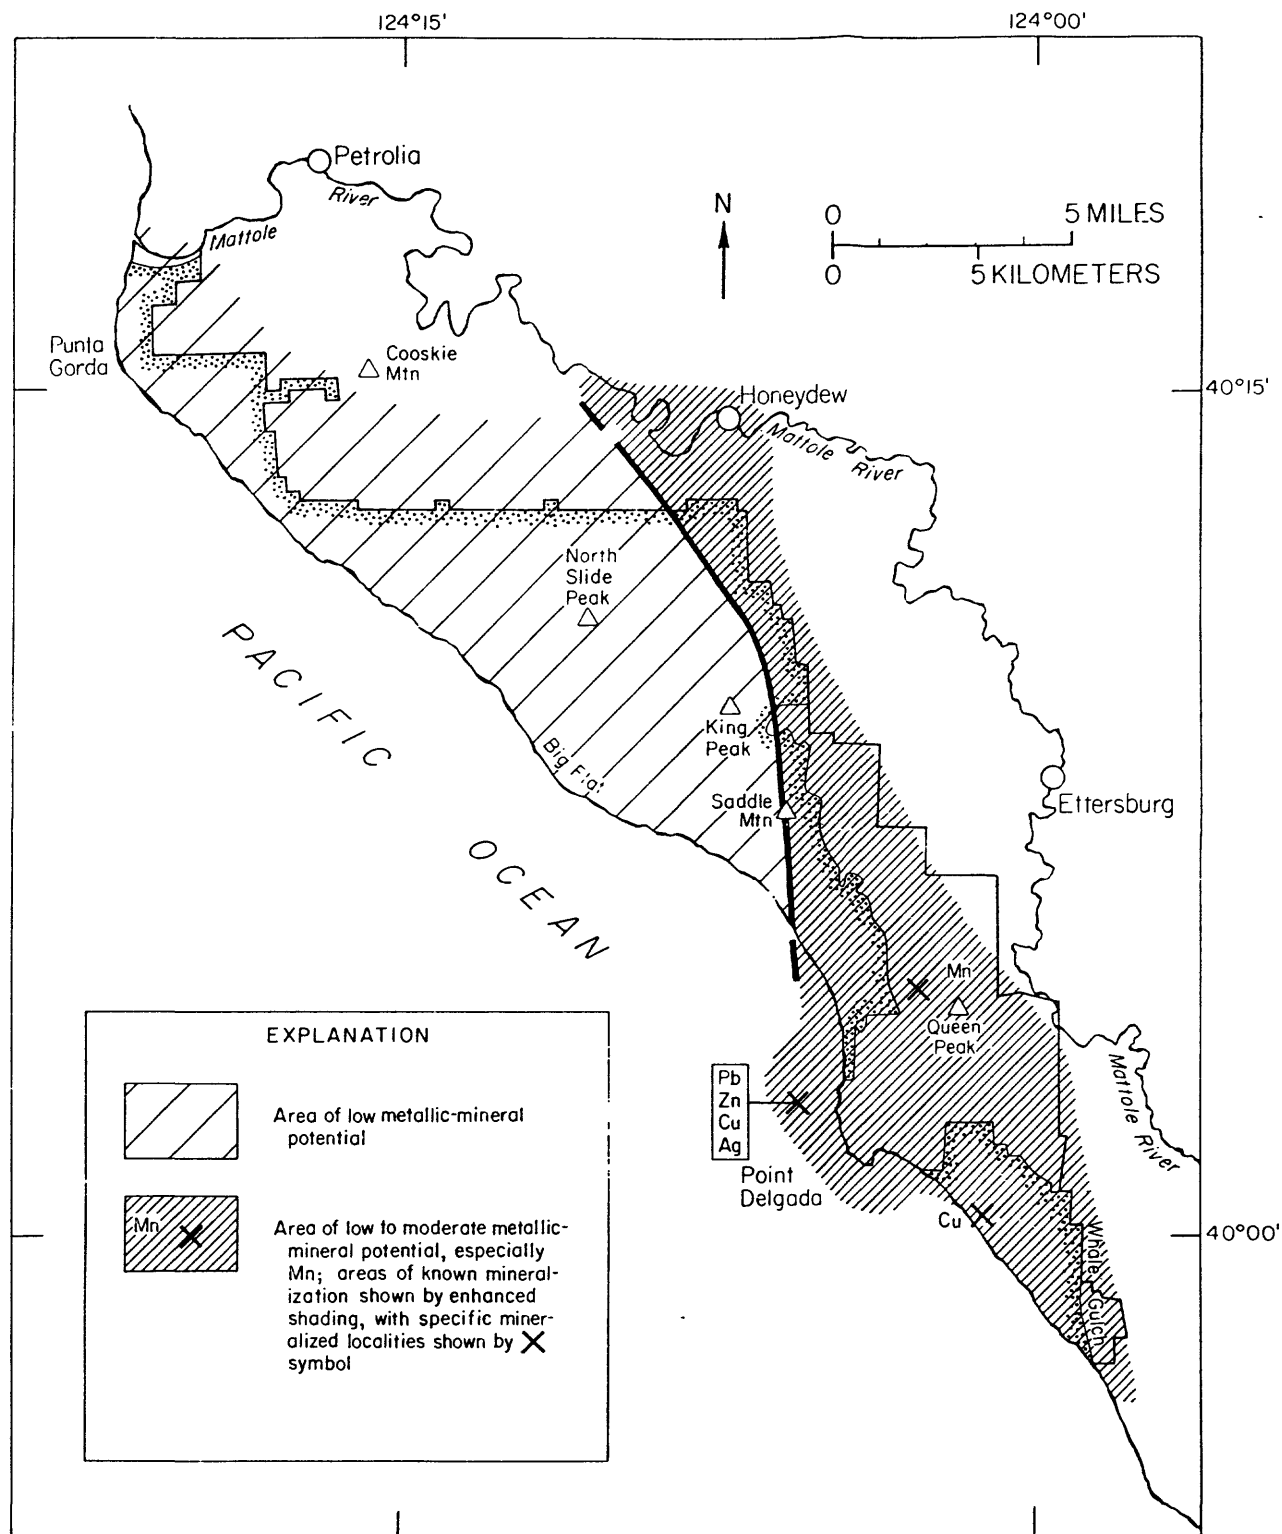 124°15'
124°00'
Petrolia
River
Mattole
N
0
5 MILES
0
5 KILOMETERS
Punta
Gorda
Cooskie
Mtn
40°15'
Honeydew
Mattole River
North
Slide
Peak
PACIFIC
OCEAN
King
Peak
Big Flat
Saddle
Mtn
Ettersburg
Mn
Queen
Peak
Mattole River
Pb
Zn
Cu
Ag
Point
Delgada
Cu
40°00'
Whale Gulch
EXPLANATION
Area of low metallic-mineral
potential
Mn
Area of low to moderate metallic-
mineral potential, especially
Mn; areas of known mineral-
ization shown by enhanced
shading, with specific miner-
alized localities shown by X
symbol